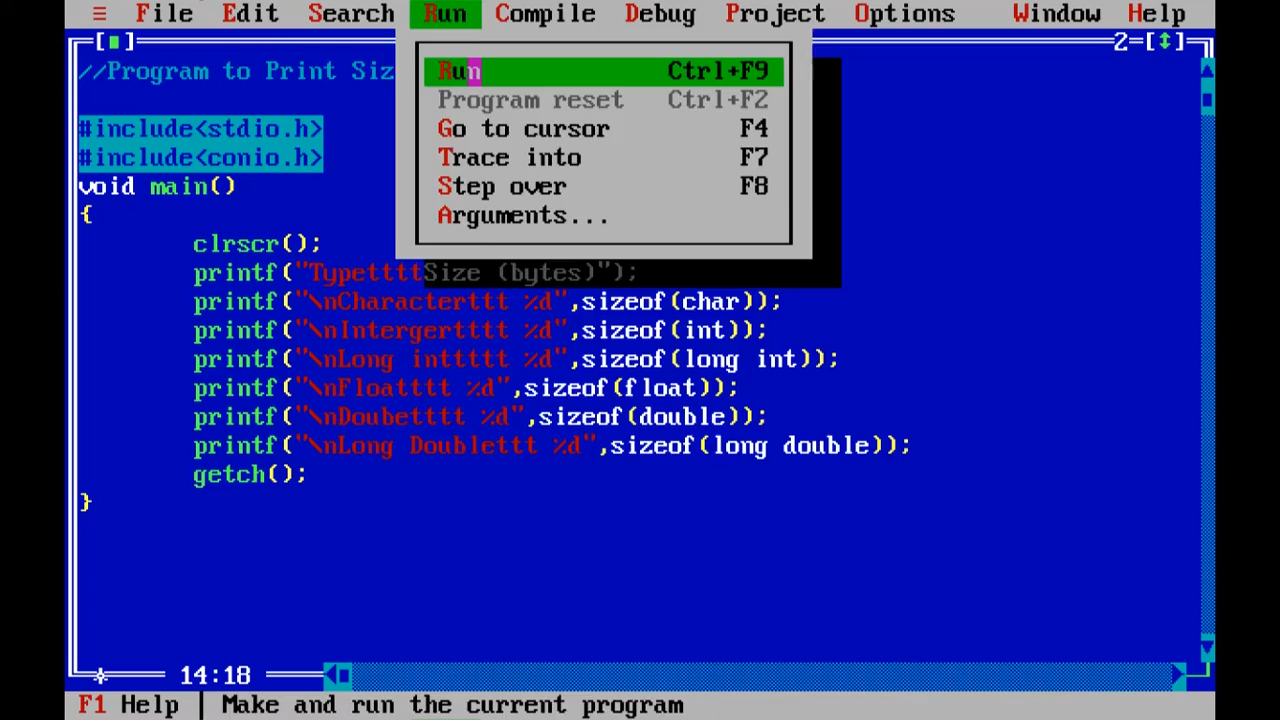 ≡ File Edit Search Run Compile Debug Project Options Window Help
2=[↕]
//Program to Print Siz
Run Ctrl+F9
Program reset Ctrl+F2
Go to cursor F4
Trace into F7
Step over F8
Arguments...
#include<stdio.h>
#include<conio.h>
void main()
{
clrscr();
printf("TypettttSize (bytes)");
printf("\nCharacterttt %d",sizeof(char));
printf("\nIntergertttt %d",sizeof(int));
printf("\nLong inttttt %d",sizeof(long int));
printf("\nFloatttt %d",sizeof(float));
printf("\nDoubetttt %d",sizeof(double));
printf("\nLong Doublettt %d",sizeof(long double));
getch();
}
14:18
F1 Help | Make and run the current program